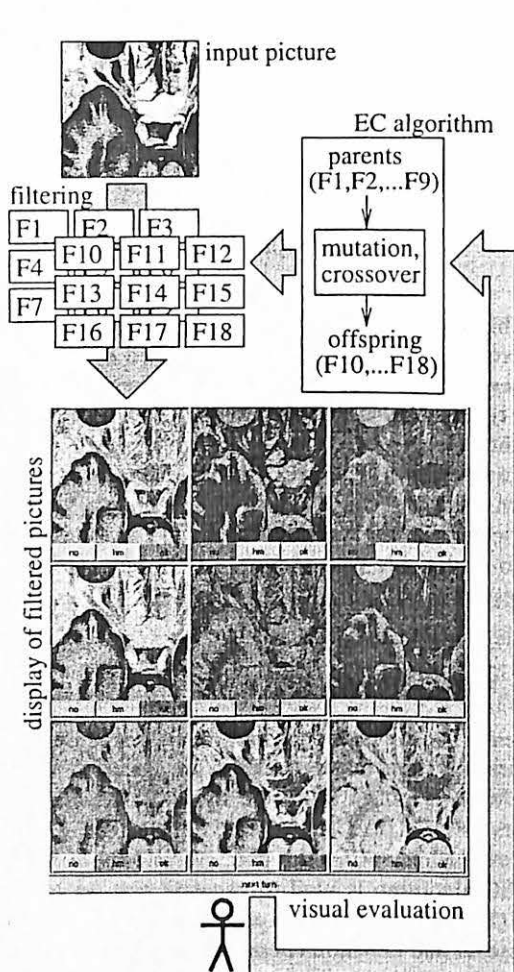 input picture
EC algorithm
parents
(F1,F2,...F9)
mutation,
crossover
offspring
(F10,...F18)
filtering
F1 F2 F3
F10 F11 F12
F4
F13 F14 F15
F7
F16 F17 F18
display of filtered pictures
no hm ok no hm ok no hm ok
no hm ok no hm ok no hm ok
no hm ok no hm ok no hm ok
next turn
visual evaluation